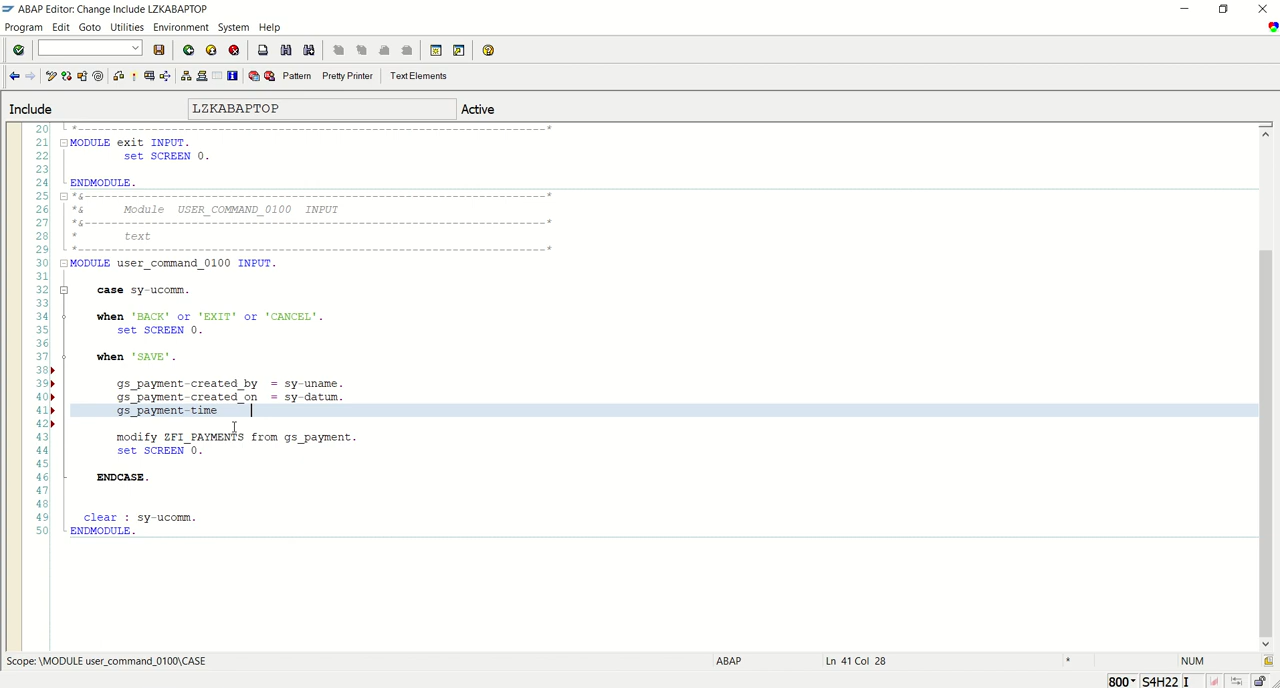 ABAP Editor: Change Include LZKABAPTOP
Program Edit Goto Utilities Environment System Help
Pattern Pretty Printer Text Elements
Include LZKABAPTOP Active
20 *---------------------------------------------------------------------*
21 MODULE exit INPUT.
22 set SCREEN 0.
23
24 ENDMODULE.
25 *&---------------------------------------------------------------------*
26 *& Module USER_COMMAND_0100 INPUT
27 *&---------------------------------------------------------------------*
28 * text
29 *---------------------------------------------------------------------*
30 MODULE user_command_0100 INPUT.
31
32 case sy-ucomm.
33
34 when 'BACK' or 'EXIT' or 'CANCEL'.
35 set SCREEN 0.
36
37 when 'SAVE'.
38
39 gs_payment-created_by = sy-uname.
40 gs_payment-created_on = sy-datum.
41 gs_payment-time
42
43 modify ZFI_PAYMENTS from gs_payment.
44 set SCREEN 0.
45
46 ENDCASE.
47
48
49 clear : sy-ucomm.
50 ENDMODULE.
Scope: \MODULE user_command_0100\CASE ABAP Ln 41 Col 28 * NUM
800 S4H22 I